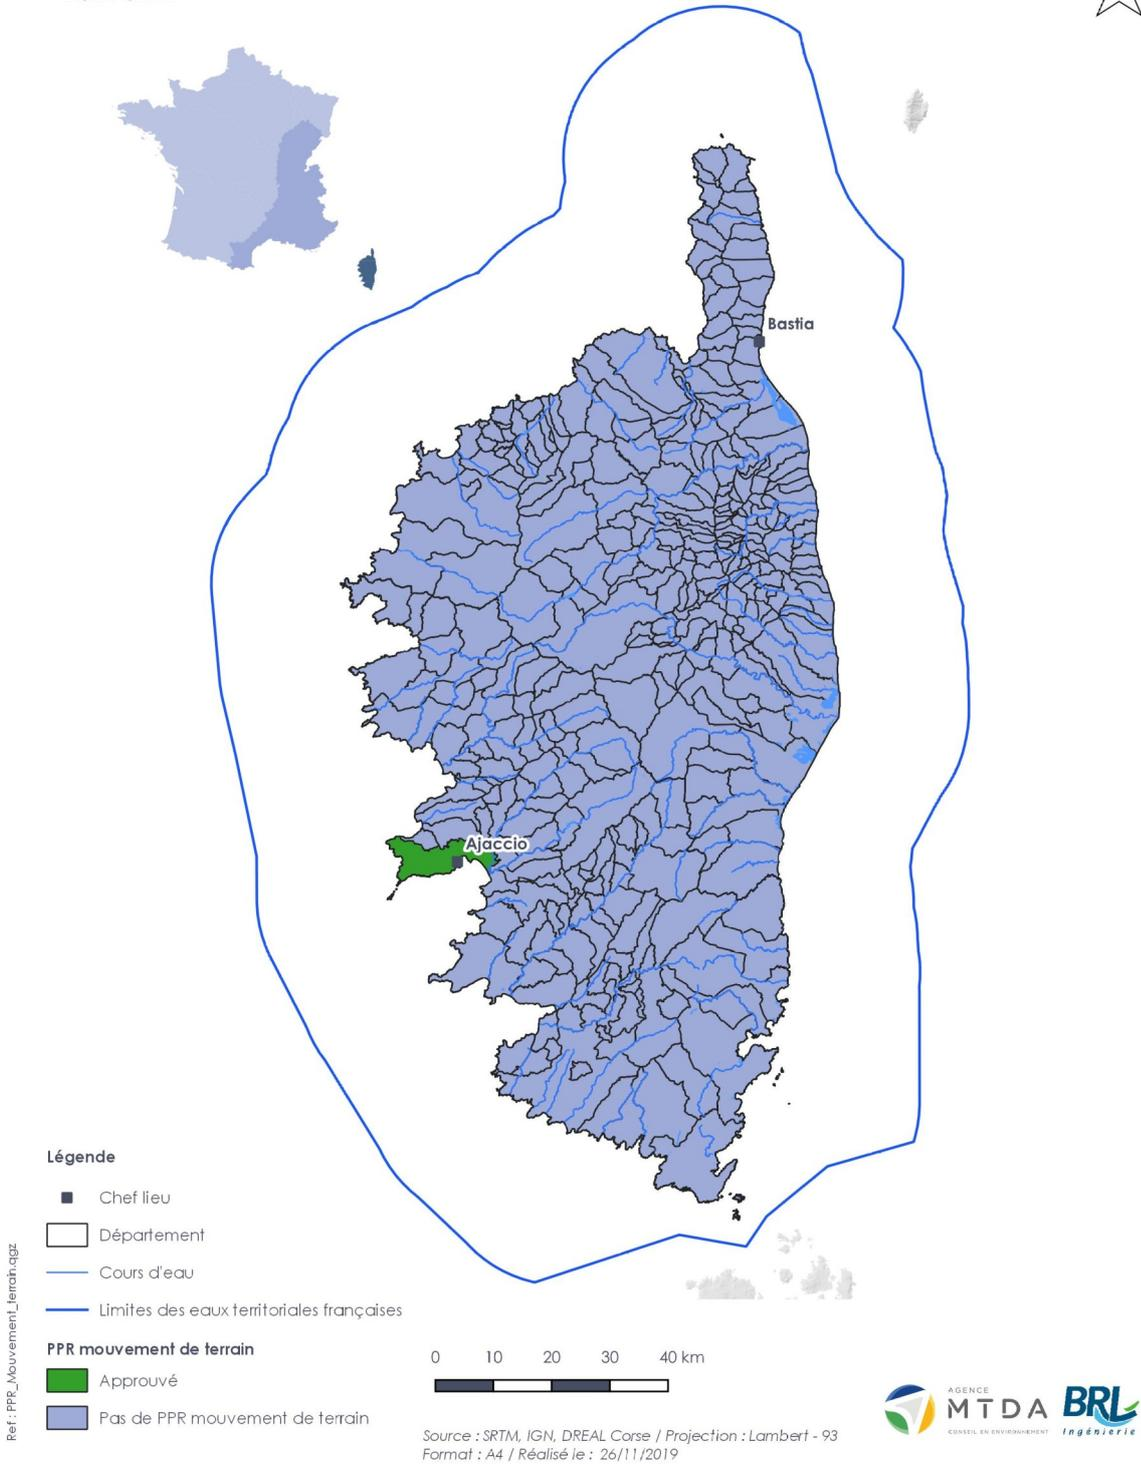 Bastia
Ajaccio
Légende
Chef lieu
Département
Cours d'eau
Limites des eaux territoriales françaises
PPR mouvement de terrain
Approuvé
Pas de PPR mouvement de terrain
Ref : PPR_Mouvement_terrain.qgz
0 10 20 30 40 km
Source : SRTM, IGN, DREAL Corse / Projection : Lambert - 93
Format : A4 / Réalisé le : 26/11/2019
AGENCE
MTDA
CONSEIL EN ENVIRONNEMENT
BRL
Ingénierie